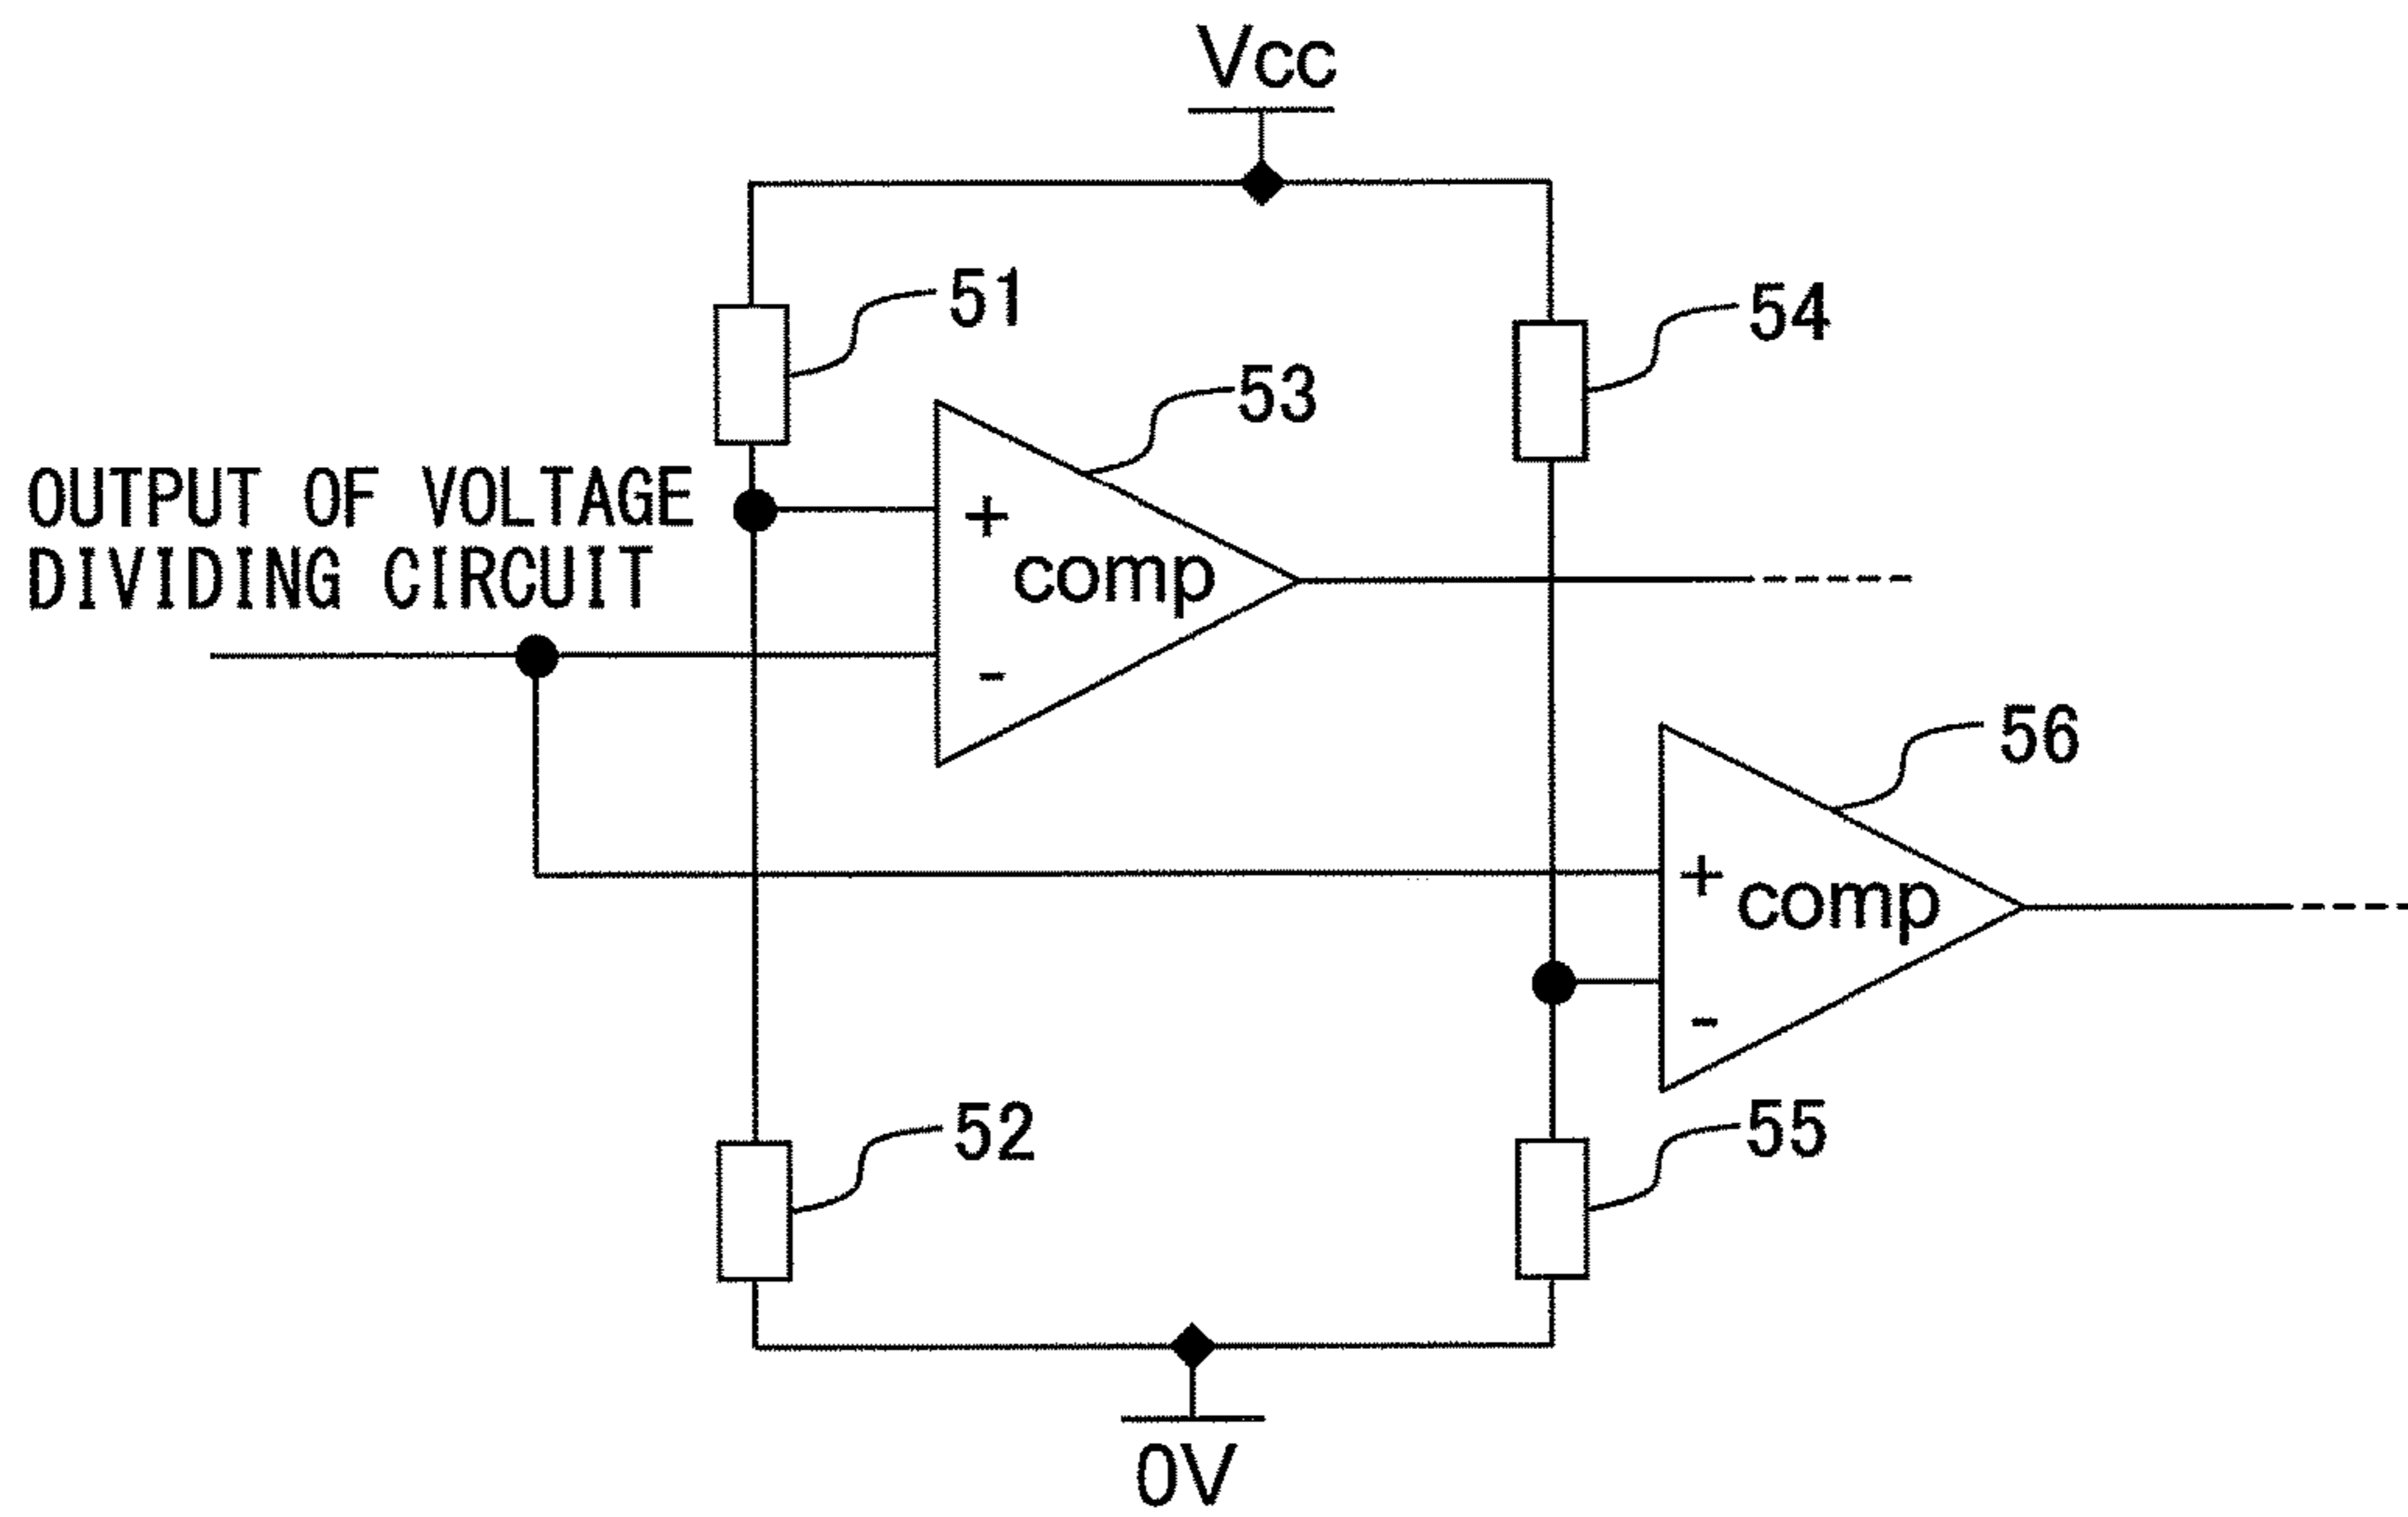 Vcc
51
54
53
OUTPUT OF VOLTAGE
DIVIDING CIRCUIT
+
comp
-
56
+
comp
-
52
55
0V